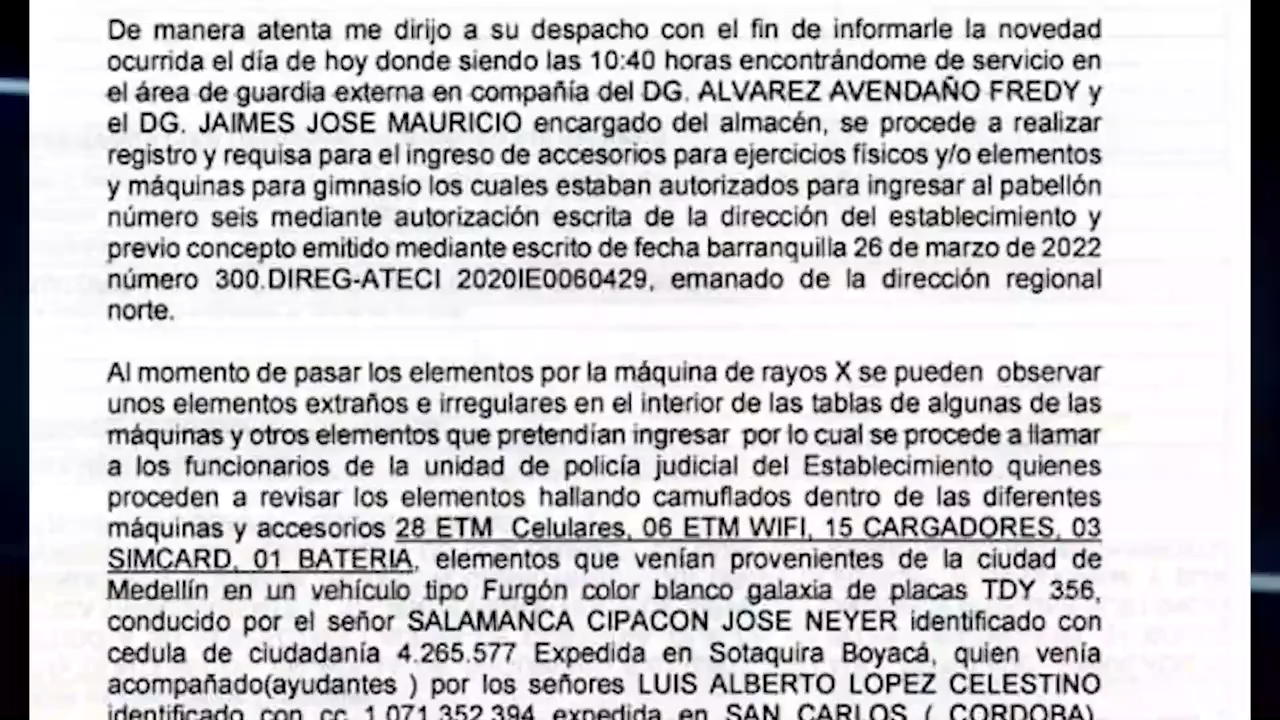 De manera atenta me dirijo a su despacho con el fin de informarle la novedad
ocurrida el día de hoy donde siendo las 10:40 horas encontrándome de servicio en
el área de guardia externa en compañía del DG. ALVAREZ AVENDAÑO FREDY y
el DG. JAIMES JOSE MAURICIO encargado del almacén, se procede a realizar
registro y requisa para el ingreso de accesorios para ejercicios físicos y/o elementos
y máquinas para gimnasio los cuales estaban autorizados para ingresar al pabellón
número seis mediante autorización escrita de la dirección del establecimiento y
previo concepto emitido mediante escrito de fecha barranquilla 26 de marzo de 2022
número 300.DIREG-ATECI 2020IE0060429, emanado de la dirección regional
norte.
Al momento de pasar los elementos por la máquina de rayos X se pueden observar
unos elementos extraños e irregulares en el interior de las tablas de algunas de las
máquinas y otros elementos que pretendían ingresar por lo cual se procede a llamar
a los funcionarios de la unidad de policía judicial del Establecimiento quienes
proceden a revisar los elementos hallando camuflados dentro de las diferentes
máquinas y accesorios 28 ETM Celulares, 06 ETM WIFI, 15 CARGADORES, 03
SIMCARD, 01 BATERIA, elementos que venían provenientes de la ciudad de
Medellín en un vehículo tipo Furgón color blanco galaxia de placas TDY 356,
conducido por el señor SALAMANCA CIPACON JOSE NEYER identificado con
cedula de ciudadanía 4.265.577 Expedida en Sotaquira Boyacá, quien venía
acompañado(ayudantes ) por los señores LUIS ALBERTO LOPEZ CELESTINO
identificado con cc 1.071.352.394 expedida en SAN CARLOS ( CORDOBA),